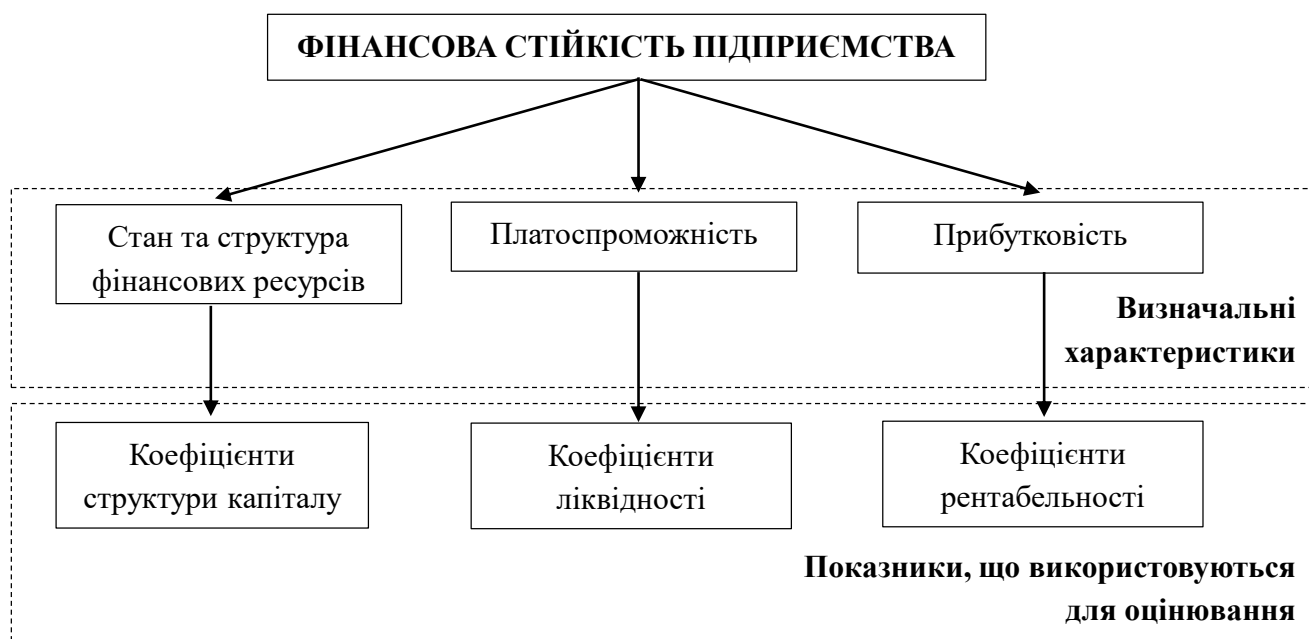 ФІНАНСОВА СТІЙКІСТЬ ПІДПРИЄМСТВА
Стан та структура
фінансових ресурсів
Платоспроможність
Прибутковість
Визначальні
характеристики
Коефіцієнти
структури капіталу
Коефіцієнти
ліквідності
Коефіцієнти
рентабельності
Показники, що використовуються
для оцінювання